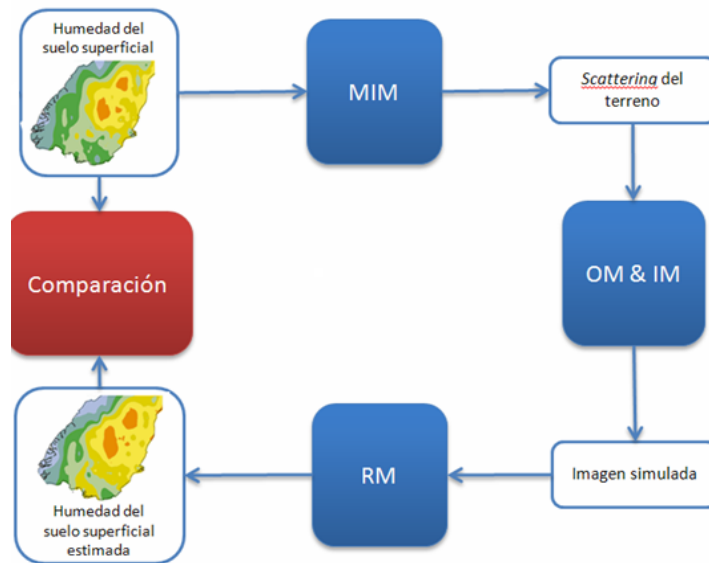 Humedad del
suelo superficial
MIM
Scattering del
terreno
OM & IM
Comparación
Imagen simulada
RM
Humedad del
suelo superficial
estimada